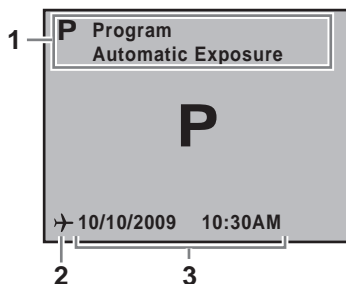 1
P Program
Automatic Exposure
P
10/10/2009 10:30AM
2 3